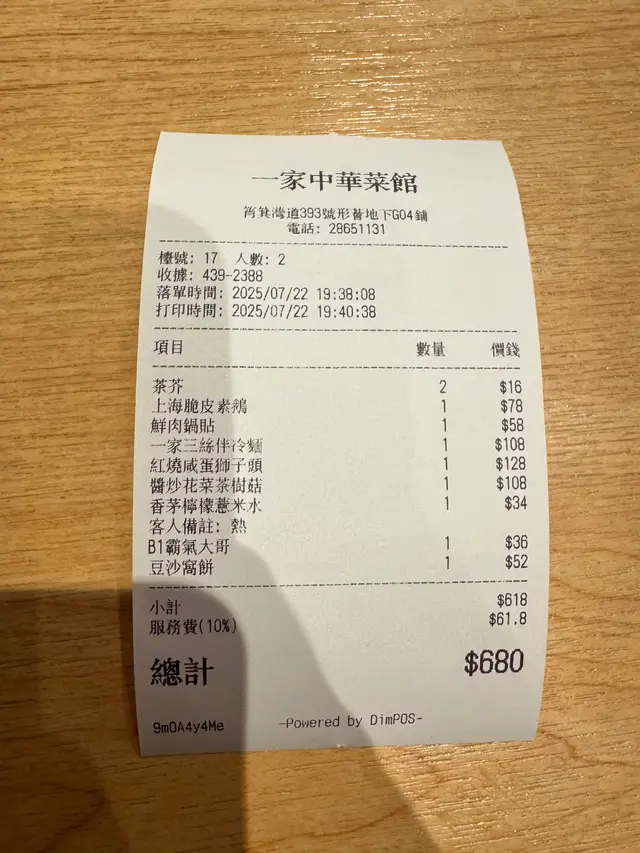 一家中華菜館
筲箕灣道393號形薈地下G04鋪
電話: 28651131
檯號: 17 人數: 2
收據: 439-2388
落單時間: 2025/07/22 19:38:08
打印時間: 2025/07/22 19:40:38
項目 數量 價錢
茶芥 2 $16
上海脆皮素鵝 1 $78
鮮肉鍋貼 1 $58
一家三絲伴冷麵 1 $108
紅燒咸蛋獅子頭 1 $128
醬炒花菜茶樹菇 1 $108
香茅檸檬薏米水 1 $34
客人備註: 熱
B1霸氣大哥 1 $36
豆沙窩餅 1 $52
小計 $618
服務費(10%) $61.8
總計 $680
9mOA4y4Me -Powered by DimPOS-